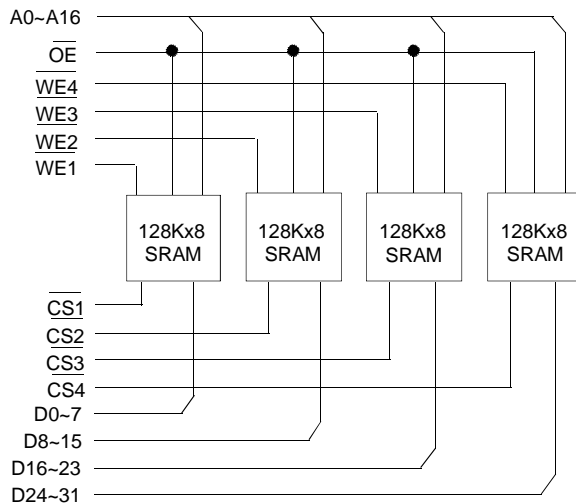 A0~A16
OE
WE4
WE3
WE2
WE1
128Kx8
SRAM
128Kx8
SRAM
128Kx8
SRAM
128Kx8
SRAM
CS1
CS2
CS3
CS4
D0~7
D8~15
D16~23
D24~31